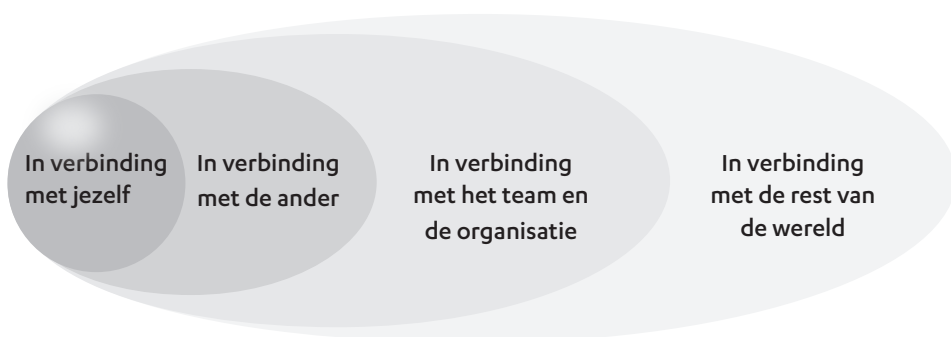 In verbinding
met jezelf
In verbinding
met de ander
In verbinding
met het team en
de organisatie
In verbinding
met de rest van
de wereld